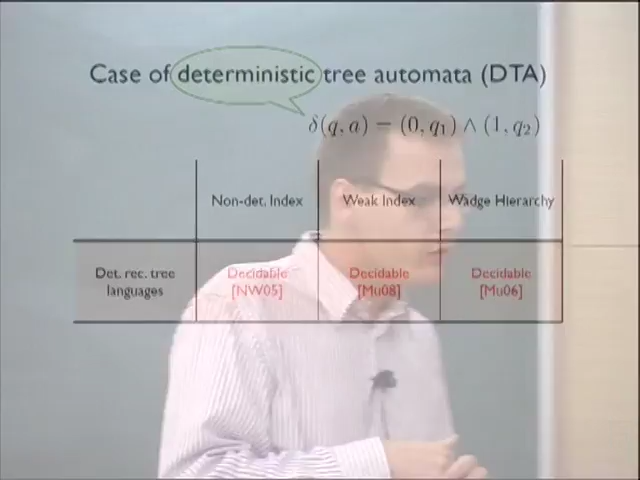 Case of deterministic tree automata (DTA)
δ(q, a) = (0, q₁) ∧ (1, q₂)
Non-det. Index Weak Index Wadge Hierarchy
Det. rec. tree languages
Decidable [NW05]
Decidable [Mu08]
Decidable [Mu06]